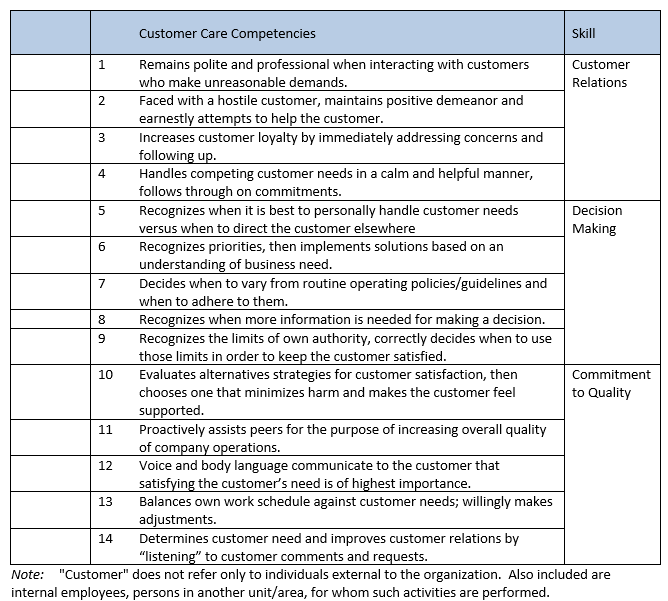 Customer Care Competencies Skill
1 Remains polite and professional when interacting with customers Customer
who make unreasonable demands. Relations
2 Faced with a hostile customer, maintains positive demeanor and
earnestly attempts to help the customer.
3 Increases customer loyalty by immediately addressing concerns and
following up.
4 Handles competing customer needs in a calm and helpful manner,
follows through on commitments.
5 Recognizes when it is best to personally handle customer needs Decision
versus when to direct the customer elsewhere Making
6 Recognizes priorities, then implements solutions based on an
understanding of business need.
7 Decides when to vary from routine operating policies/guidelines and
when to adhere to them.
8 Recognizes when more information is needed for making a decision.
9 Recognizes the limits of own authority, correctly decides when to use
those limits in order to keep the customer satisfied.
10 Evaluates alternatives strategies for customer satisfaction, then Commitment
chooses one that minimizes harm and makes the customer feel to Quality
supported.
11 Proactively assists peers for the purpose of increasing overall quality
of company operations.
12 Voice and body language communicate to the customer that
satisfying the customer’s need is of highest importance.
13 Balances own work schedule against customer needs; willingly makes
adjustments.
14 Determines customer need and improves customer relations by
“listening” to customer comments and requests.
Note: "Customer" does not refer only to individuals external to the organization. Also included are
internal employees, persons in another unit/area, for whom such activities are performed.